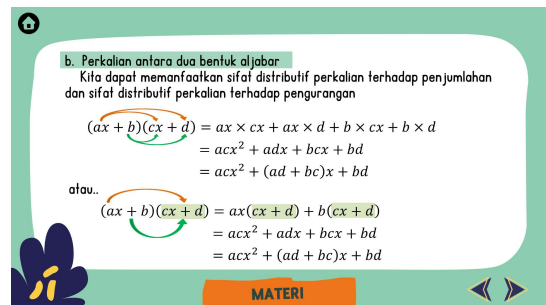 b. Perkalian antara dua bentuk aljabar
Kita dapat memanfaatkan sifat distributif perkalian terhadap penjumlahan
dan sifat distributif perkalian terhadap pengurangan
(ax + b)(cx + d) = ax × cx + ax × d + b × cx + b × d
= acx² + adx + bcx + bd
= acx² + (ad + bc)x + bd
atau..
(ax + b)(cx + d) = ax(cx + d) + b(cx + d)
= acx² + adx + bcx + bd
= acx² + (ad + bc)x + bd
MATERI